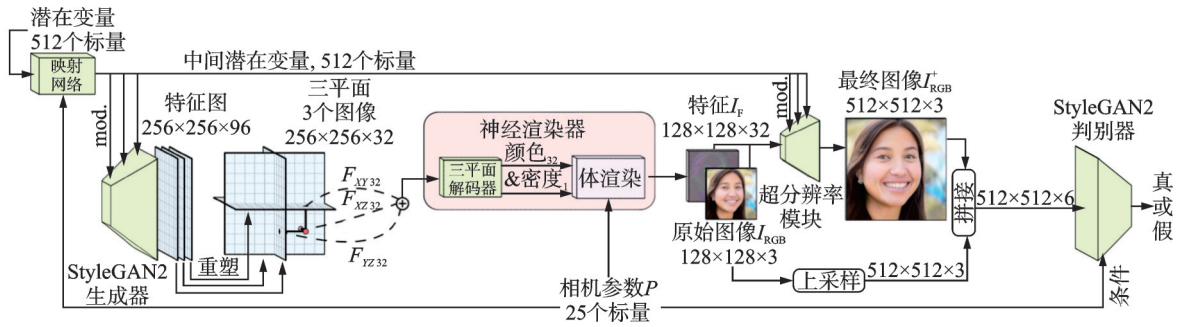 潜在变量
512个标量
映射
网络
中间潜在变量, 512个标量
mod.
特征图
256×256×96
三平面
3个图像
256×256×32
F_XY 32
F_XZ 32
F_YZ 32
重塑
StyleGAN2
生成器
神经渲染器
颜色32
&密度
三平面
解码器
体渲染
特征I_F
128×128×32
原始图像I_RGB
128×128×3
mod.
超分辨率
模块
最终图像I⁺_RGB
512×512×3
拼接
512×512×6
上采样
512×512×3
相机参数P
25个标量
StyleGAN2
判别器
真
或
假
条件